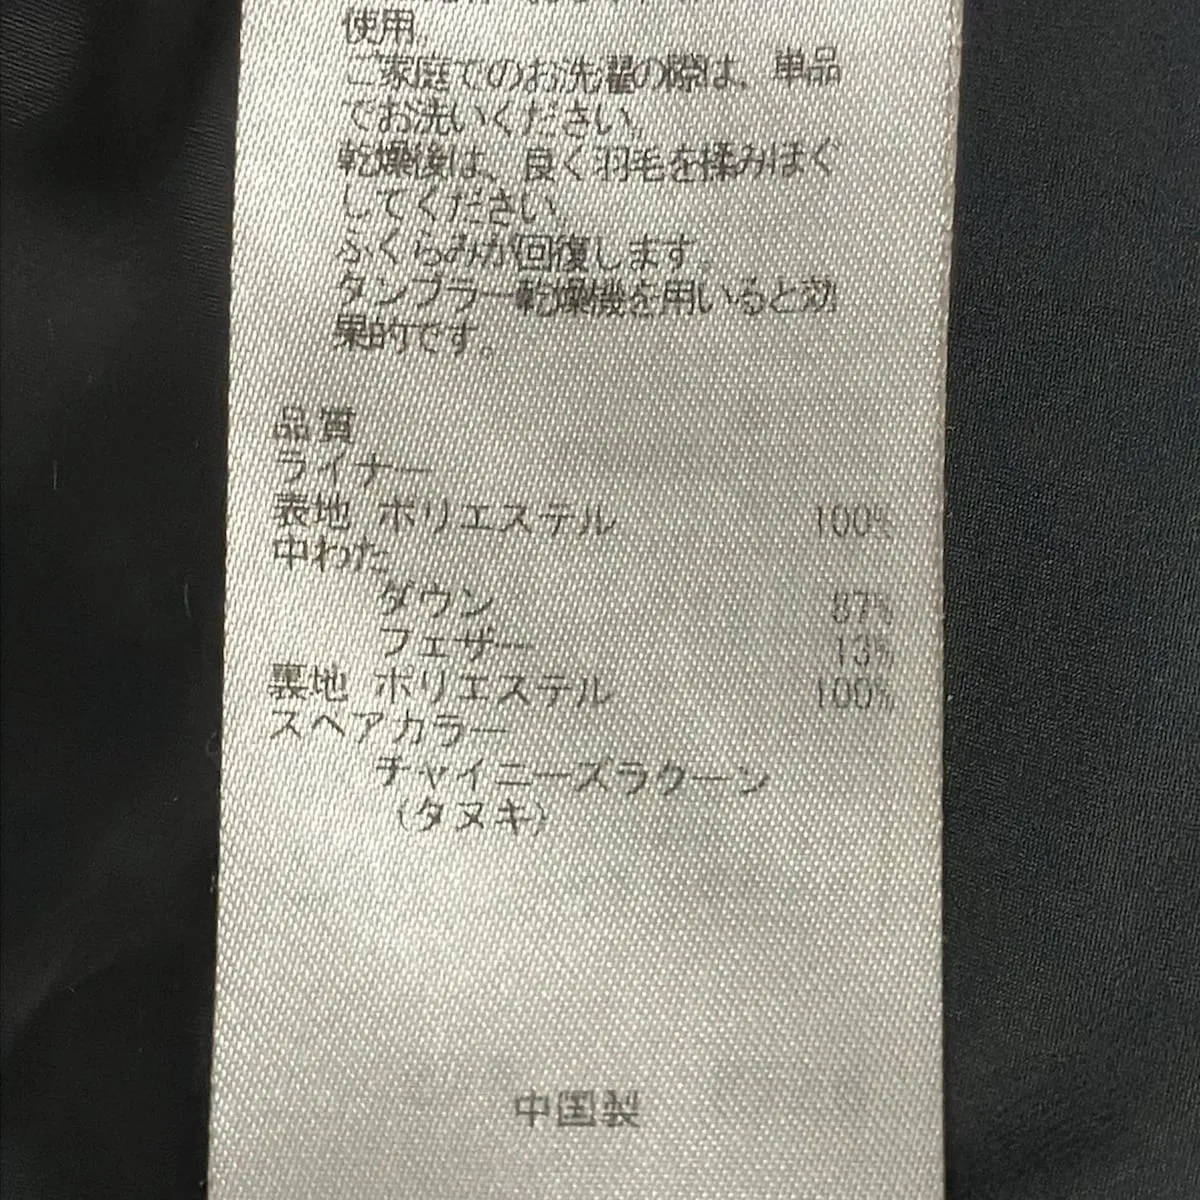 使用
ご家庭でのお洗濯の際は、単品
でお洗いください。
乾燥後は、良く羽毛を揉みほぐ
してください。
ふくらみが回復します。
タンブラー乾燥機を用いると効
果的です。
品質
ライナー
表地 ポリエステル 100%
中わた
ダウン 87%
フェザー 13%
裏地 ポリエステル 100%
スペアカラー
チャイニーズラクーン
(タヌキ)
中国製